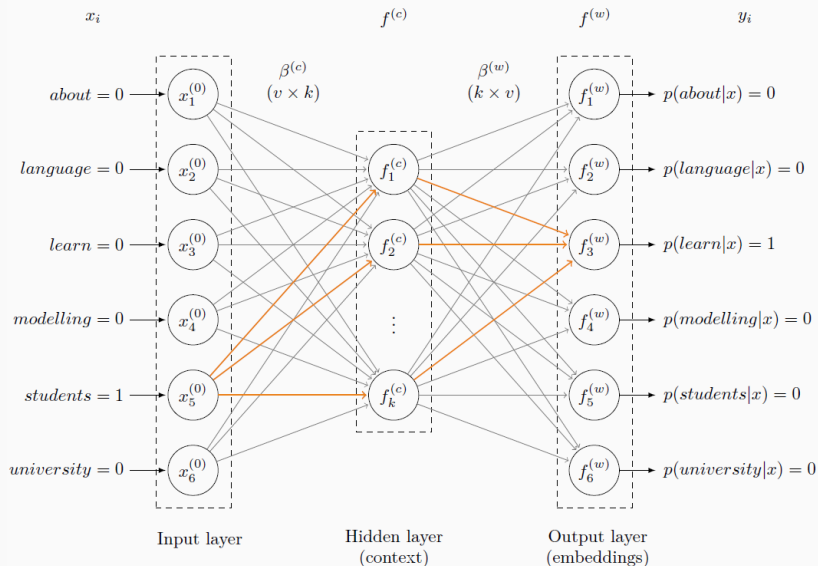 x_i f^{(c)} f^{(w)} y_i
β^{(c)} β^{(w)}
(v × k) (k × v)
about = 0 x_1^{(0)} f_1^{(w)} p(about|x) = 0
language = 0 x_2^{(0)} f_1^{(c)} f_2^{(w)} p(language|x) = 0
learn = 0 x_3^{(0)} f_2^{(c)} f_3^{(w)} p(learn|x) = 1
modelling = 0 x_4^{(0)} ⋮ f_4^{(w)} p(modelling|x) = 0
students = 1 x_5^{(0)} f_k^{(c)} f_5^{(w)} p(students|x) = 0
university = 0 x_6^{(0)} f_6^{(w)} p(university|x) = 0
Input layer Hidden layer Output layer
(context) (embeddings)